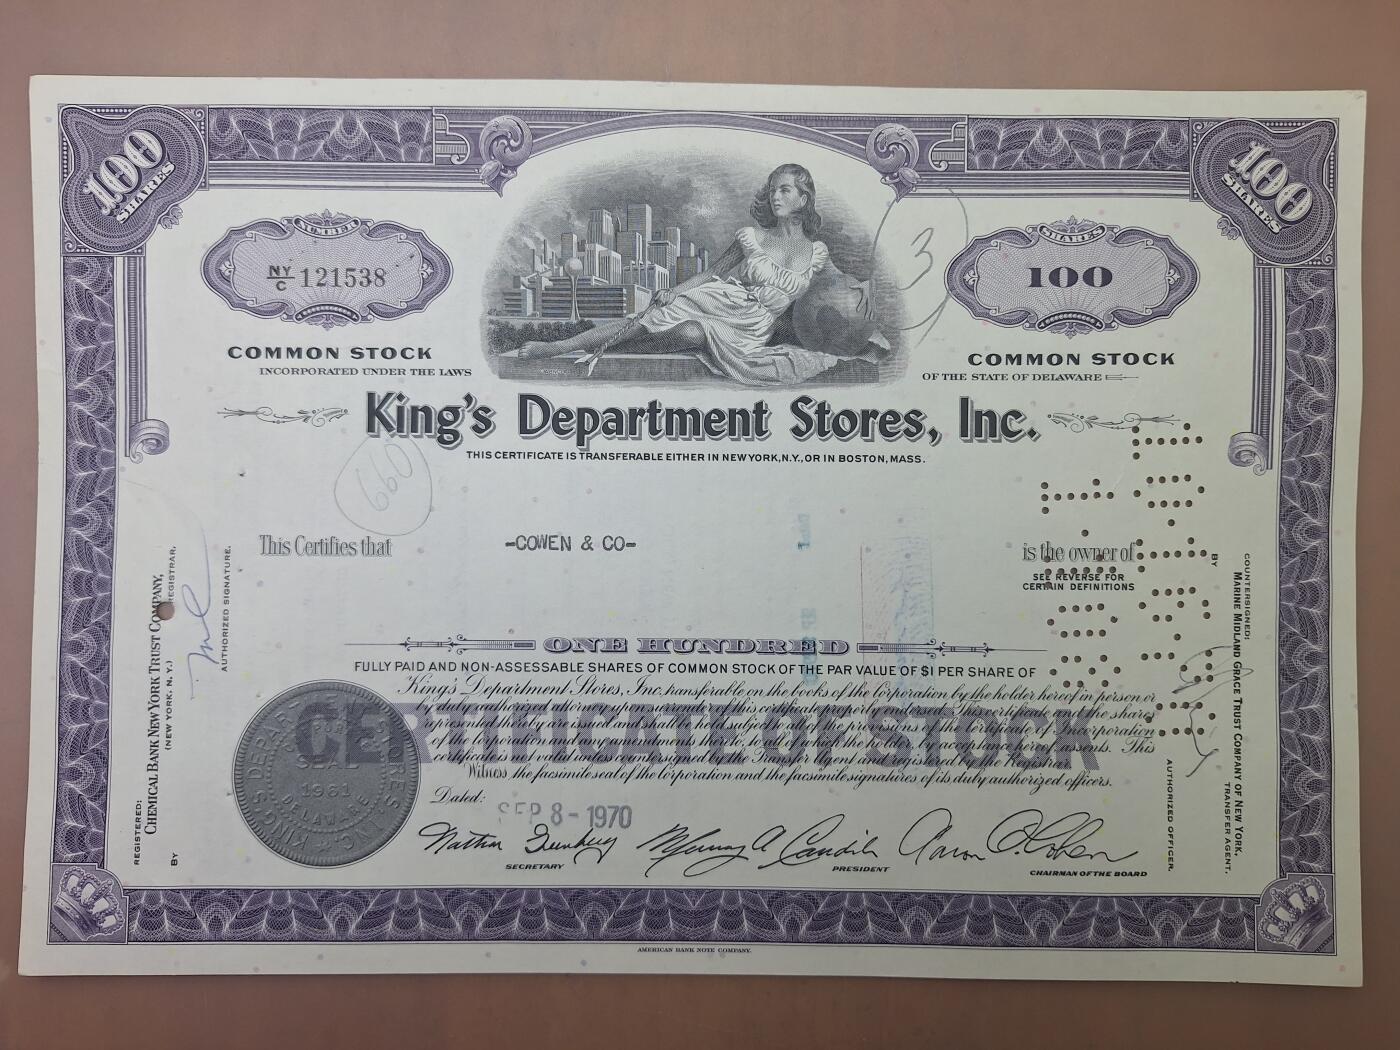 100 SHARES
100 SHARES
NUMBER
NY/C 121538
SHARES
100
3
COMMON STOCK
INCORPORATED UNDER THE LAWS
COMMON STOCK
OF THE STATE OF DELAWARE
King's Department Stores, Inc.
THIS CERTIFICATE IS TRANSFERABLE EITHER IN NEW YORK, N.Y., OR IN BOSTON, MASS.
660
This Certifies that
-COWEN & CO-
is the owner of
SEE REVERSE FOR
CERTAIN DEFINITIONS
ONE HUNDRED
FULLY PAID AND NON-ASSESSABLE SHARES OF COMMON STOCK OF THE PAR VALUE OF $1 PER SHARE OF
King's Department Stores, Inc. transferable on the books of the Corporation by the holder hereof in person or
by duly authorized attorney upon surrender of this certificate properly endorsed. This certificate and the shares
represented thereby are issued and shall be held subject to all of the provisions of the Certificate of Incorporation
of the Corporation and any amendments thereto, to all of which the holder, by acceptance hereof, assents. This
certificate is not valid unless countersigned by the Transfer Agent and registered by the Registrar.
Witness the facsimile seal of the Corporation and the facsimile signatures of its duly authorized officers.
CERTIFICATE OF STOCK
Dated:
SEP 8 - 1970
KING'S DEPARTMENT STORES, INC.
CORPORATE
SEAL
1961
DELAWARE
SECRETARY
PRESIDENT
CHAIRMAN OF THE BOARD
REGISTERED:
CHEMICAL BANK NEW YORK TRUST COMPANY,
(NEW YORK, N. Y.)
REGISTRAR,
BY
AUTHORIZED SIGNATURE.
COUNTERSIGNED:
MARINE MIDLAND GRACE TRUST COMPANY OF NEW YORK,
TRANSFER AGENT,
BY
AUTHORIZED OFFICER.
AMERICAN BANK NOTE COMPANY.